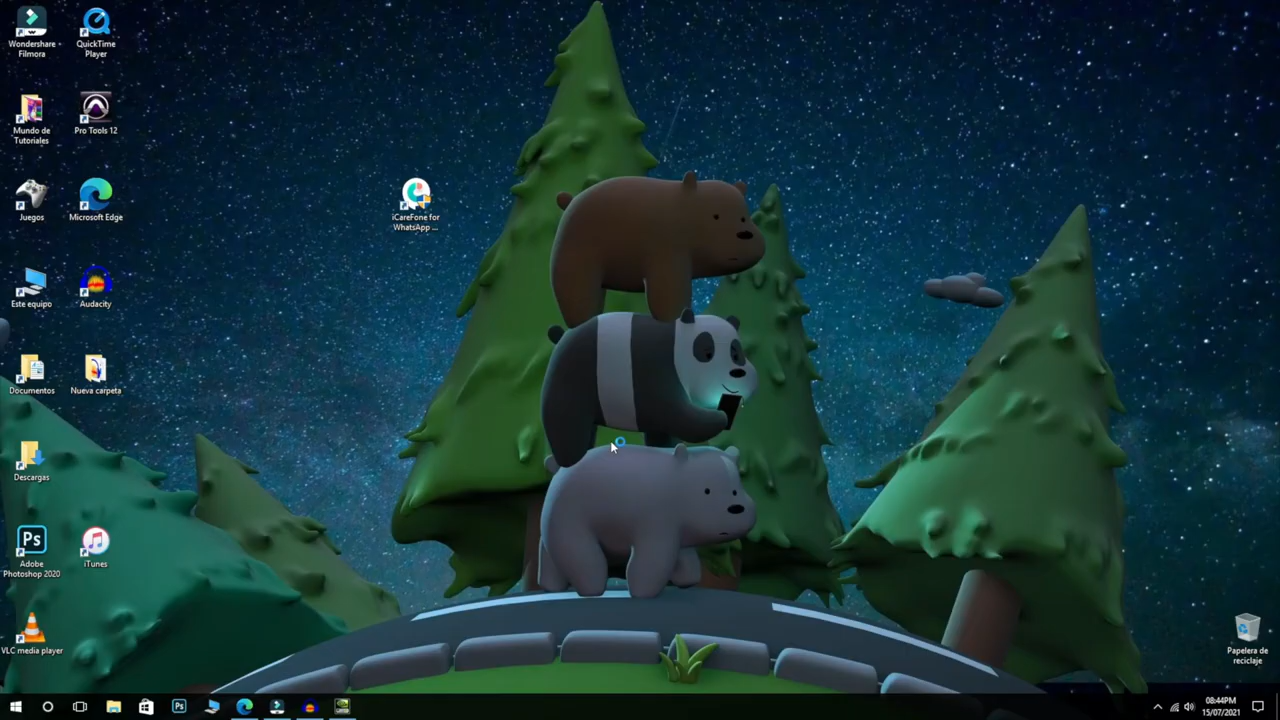 Wondershare
Filmora
QuickTime
Player
Mundo de
Tutoriales
Pro Tools 12
Juegos
Microsoft Edge
iCareFone for
WhatsApp ...
Este equipo
Audacity
Documentos
Nueva carpeta
Descargas
Ps
Adobe
Photoshop 2020
iTunes
VLC media player
Papelera de
reciclaje
Ps
08:44PM
15/07/2021